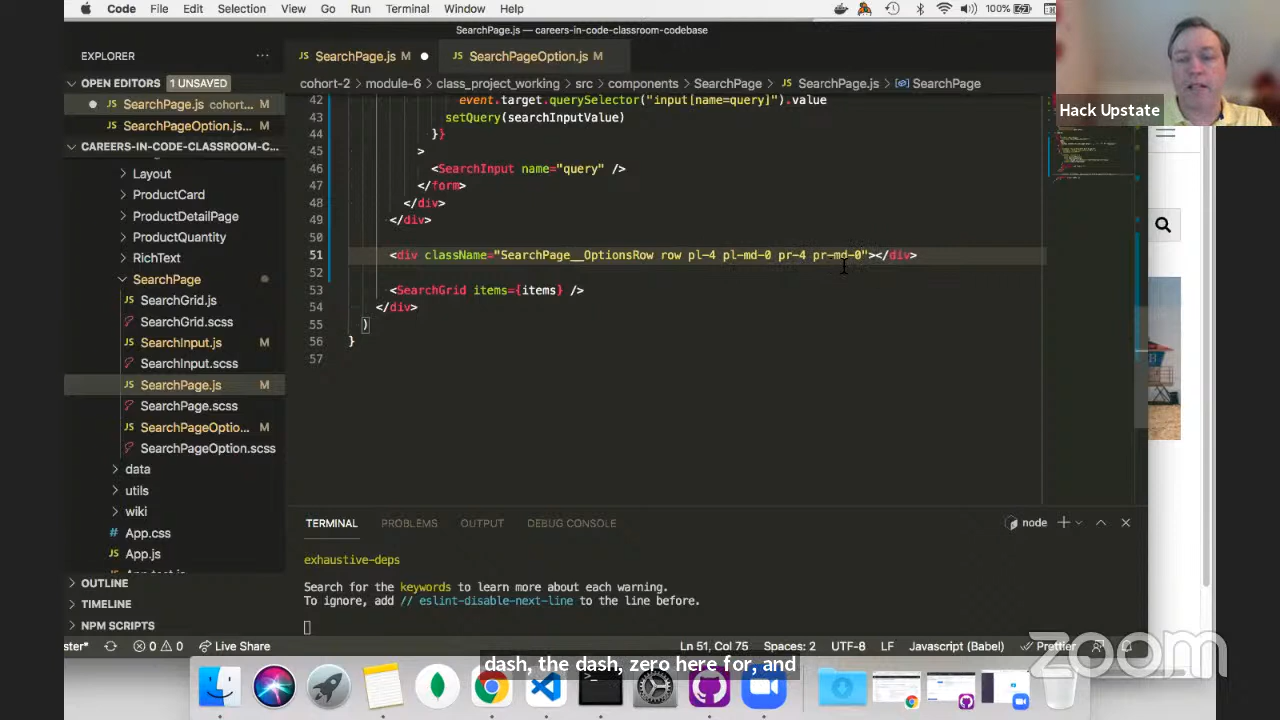 Code File Edit Selection View Go Run Terminal Window Help 100%
SearchPage.js — careers-in-code-classroom-codebase
EXPLORER
JS SearchPage.js M
JS SearchPageOption.js M
OPEN EDITORS 1 UNSAVED
cohort-2 > module-6 > class_project_working > src > components > SearchPage > JS SearchPage.js > SearchPage
JS SearchPage.js cohort... M
JS SearchPageOption.js... M
CAREERS-IN-CODE-CLASSROOM-C...
Layout
ProductCard
ProductDetailPage
ProductQuantity
RichText
SearchPage
JS SearchGrid.js
SearchGrid.scss
JS SearchInput.js M
SearchInput.scss
JS SearchPage.js M
SearchPage.scss
JS SearchPageOptio... M
SearchPageOption.scss
data
utils
wiki
App.css
JS App.js
OUTLINE
TIMELINE
NPM SCRIPTS
42 event.target.querySelector("input[name=query]").value
43 setQuery(searchInputValue)
44 }}
45 >
46 <SearchInput name="query" />
47 </form>
48 </div>
49 </div>
50
51 <div className="SearchPage__OptionsRow row pl-4 pl-md-0 pr-4 pr-md-0"></div>
52
53 <SearchGrid items={items} />
54 </div>
55 )
56 }
57
TERMINAL PROBLEMS OUTPUT DEBUG CONSOLE
node
exhaustive-deps
Search for the keywords to learn more about each warning.
To ignore, add // eslint-disable-next-line to the line before.
ster* 0 0 Live Share Ln 51, Col 75 Spaces: 2 UTF-8 LF Javascript (Babel) Prettier
dash, the dash, zero here for, and
Hack Upstate
zoom